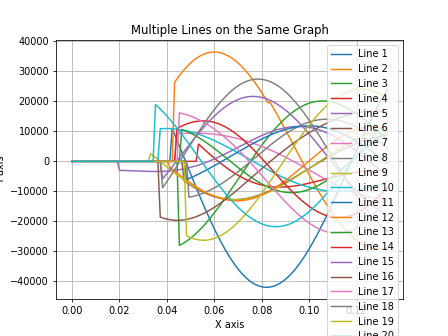 Multiple Lines on the Same Graph
40000
30000
20000
10000
0
−10000
−20000
−30000
−40000
0.00 0.02 0.04 0.06 0.08 0.10
X axis
Line 1
Line 2
Line 3
Line 4
Line 5
Line 6
Line 7
Line 8
Line 9
Line 10
Line 11
Line 12
Line 13
Line 14
Line 15
Line 16
Line 17
Line 18
Line 19
Line 20